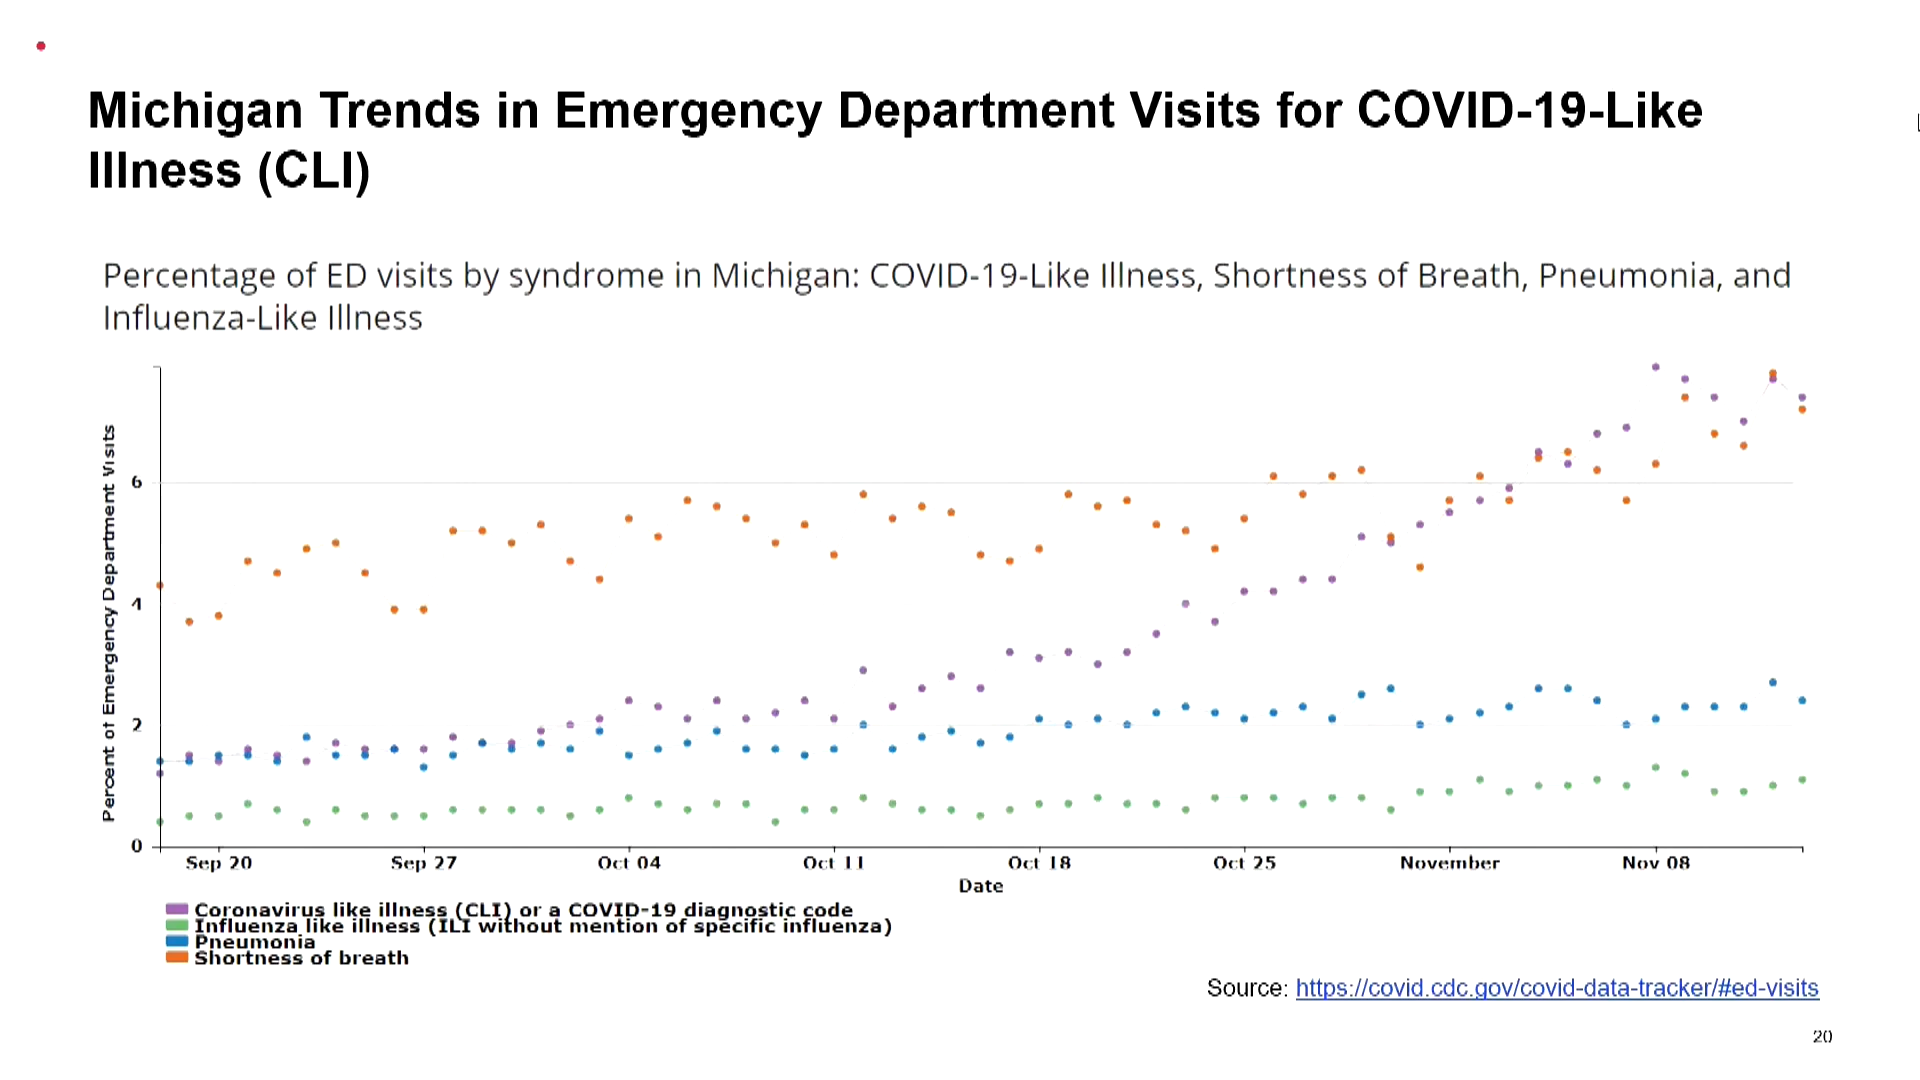 Michigan Trends in Emergency Department Visits for COVID-19-Like
Illness (CLI)
Percentage of ED visits by syndrome in Michigan: COVID-19-Like Illness, Shortness of Breath, Pneumonia, and
Influenza-Like Illness
Percent of Emergency Department Visits
6
4
2
0
Sep 20 Sep 27 Oct 04 Oct 11 Oct 18 Oct 25 November Nov 08
Date
Coronavirus like illness (CLI) or a COVID-19 diagnostic code
Influenza like illness (ILI without mention of specific influenza)
Pneumonia
Shortness of breath
Source: https://covid.cdc.gov/covid-data-tracker/#ed-visits
20